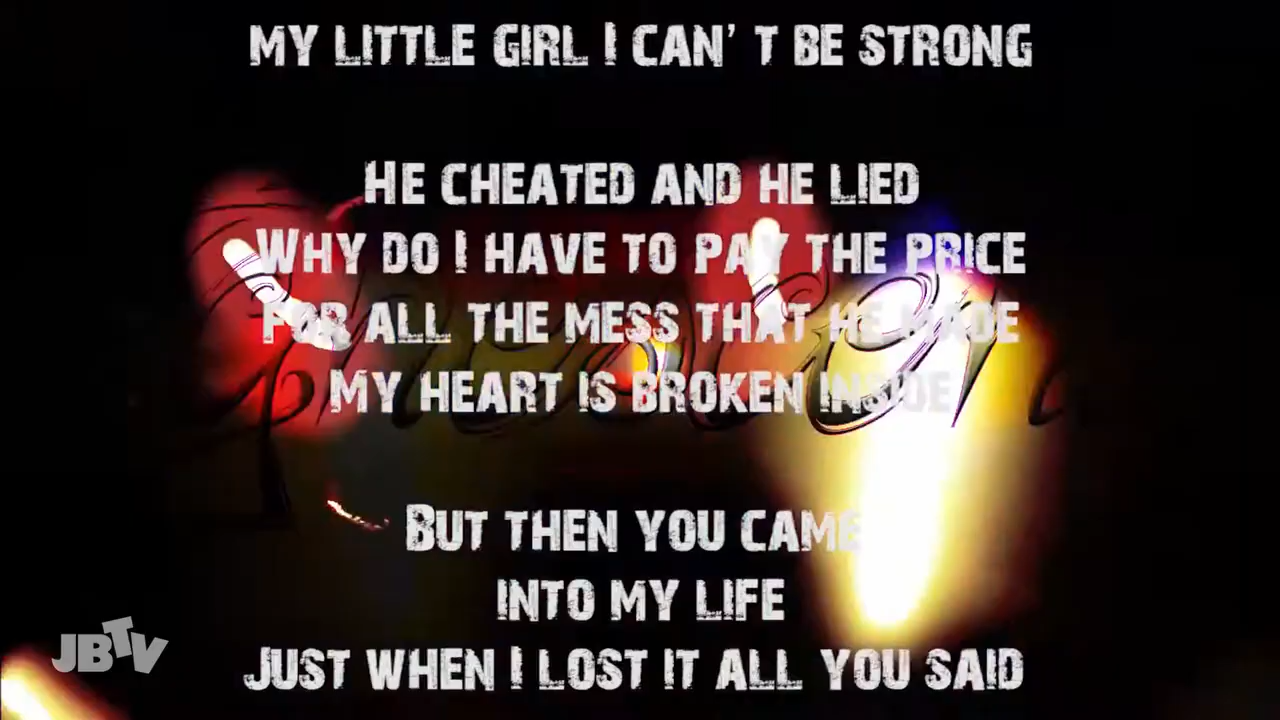 MY LITTLE GIRL I CAN' T BE STRONG
HE CHEATED AND HE LIED
WHY DO I HAVE TO PAY THE PRICE
FOR ALL THE MESS THAT HE MADE
MY HEART IS BROKEN INSIDE
BUT THEN YOU CAME
INTO MY LIFE
JUST WHEN I LOST IT ALL YOU SAID
JBTV